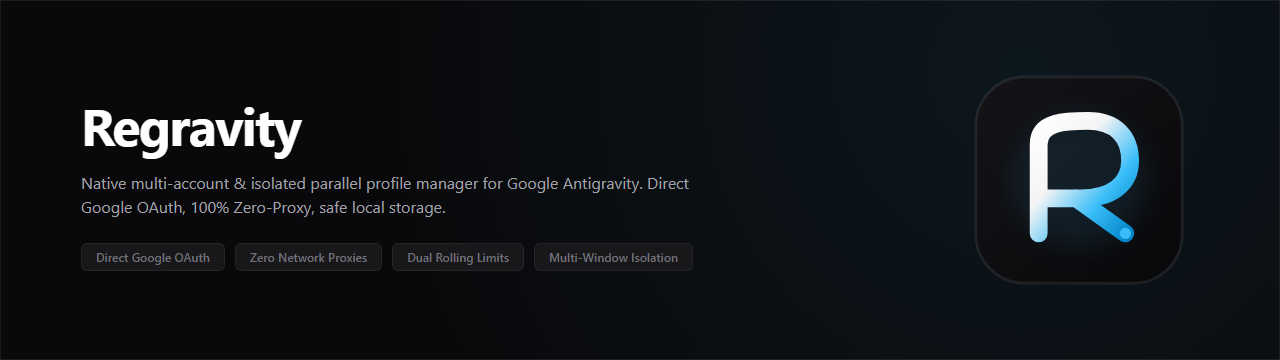 Regravity
Native multi-account & isolated parallel profile manager for Google Antigravity. Direct
Google OAuth, 100% Zero-Proxy, safe local storage.
Direct Google OAuth
Zero Network Proxies
Dual Rolling Limits
Multi-Window Isolation
R